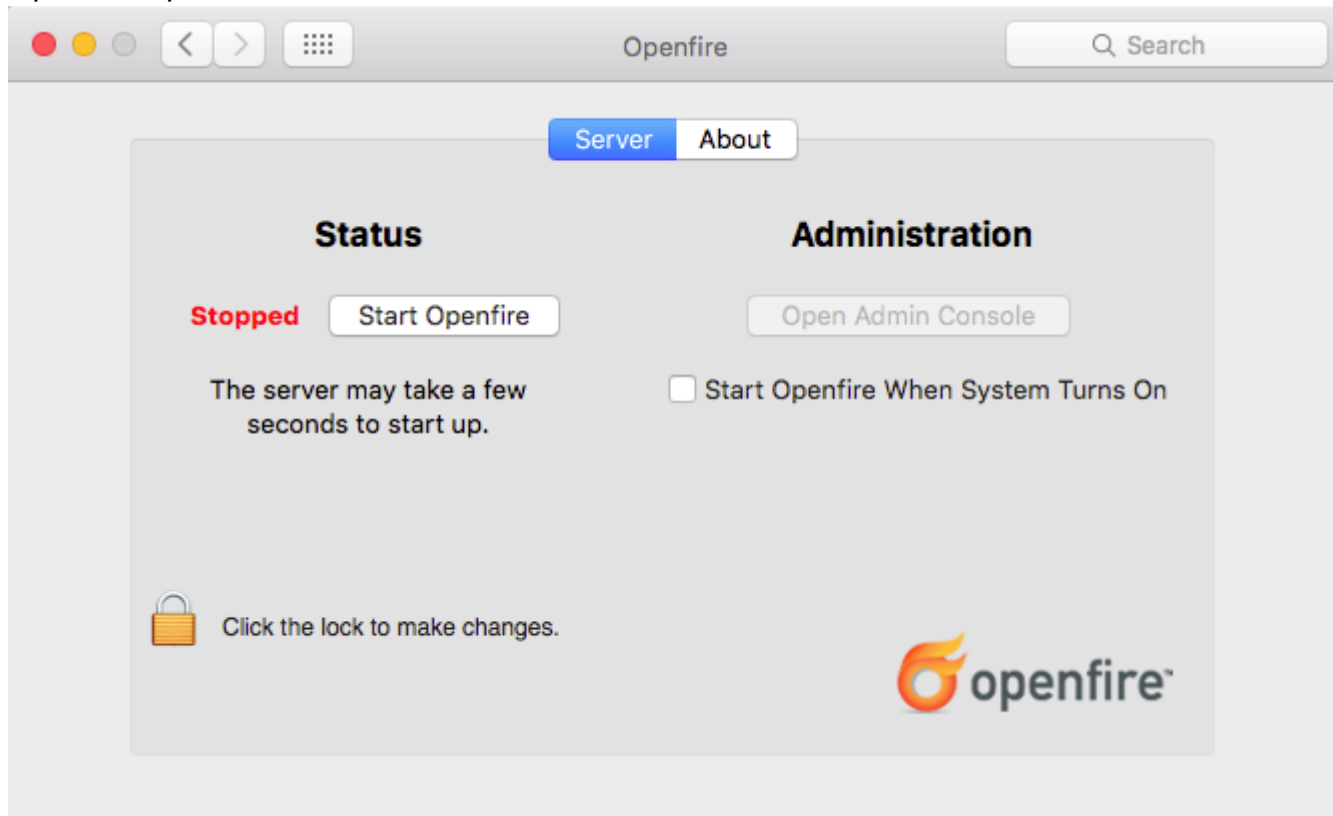 Openfire
Search
Server
About
Status
Administration
Stopped
Start Openfire
Open Admin Console
The server may take a few
seconds to start up.
Start Openfire When System Turns On
Click the lock to make changes.
openfire™